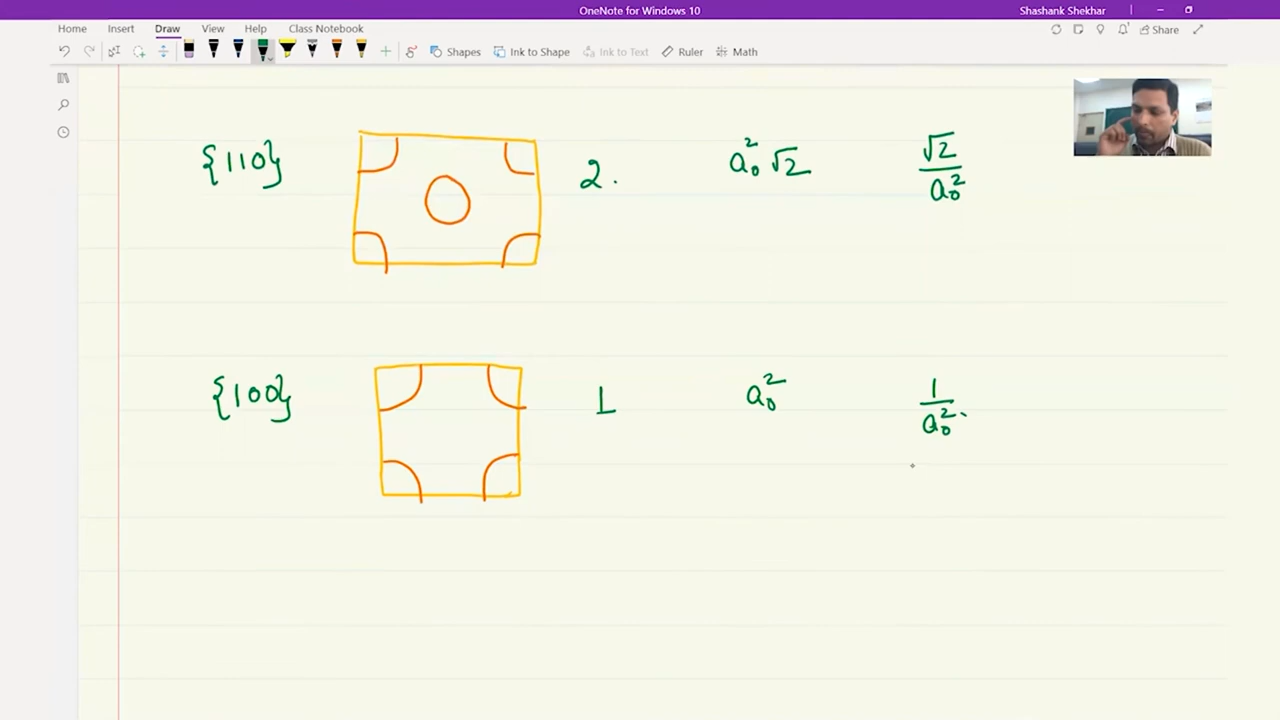 OneNote for Windows 10
Shashank Shekhar
Home Insert Draw View Help Class Notebook
Shapes Ink to Shape Ink to Text Ruler Math Share
{110} 2. a₀²√2 √2/a₀²
{100} 1 a₀² 1/a₀².